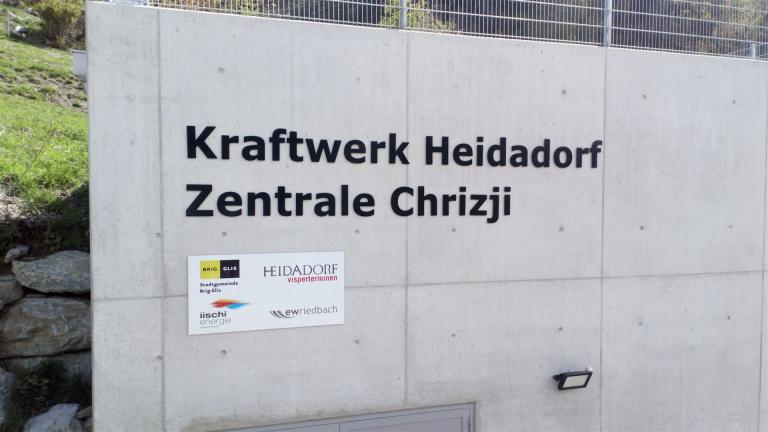 Kraftwerk Heidadorf
Zentrale Chrizji
BRIG GLIS
Stadtgemeinde
Brig-Glis
HEIDADORF
visperterminen
iischi
energie
ewriedbach